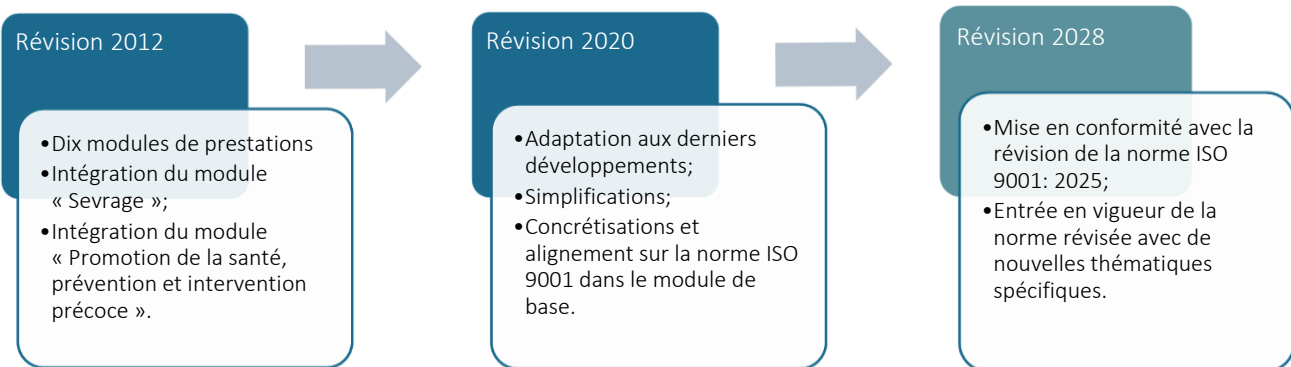 Révision 2012
•Dix modules de prestations
•Intégration du module
« Sevrage »;
•Intégration du module
« Promotion de la santé,
prévention et intervention
précoce ».
Révision 2020
•Adaptation aux derniers
développements;
•Simplifications;
•Concrétisations et
alignement sur la norme ISO
9001 dans le module de
base.
Révision 2028
•Mise en conformité avec la
révision de la norme ISO
9001: 2025;
•Entrée en vigueur de la
norme révisée avec de
nouvelles thématiques
spécifiques.